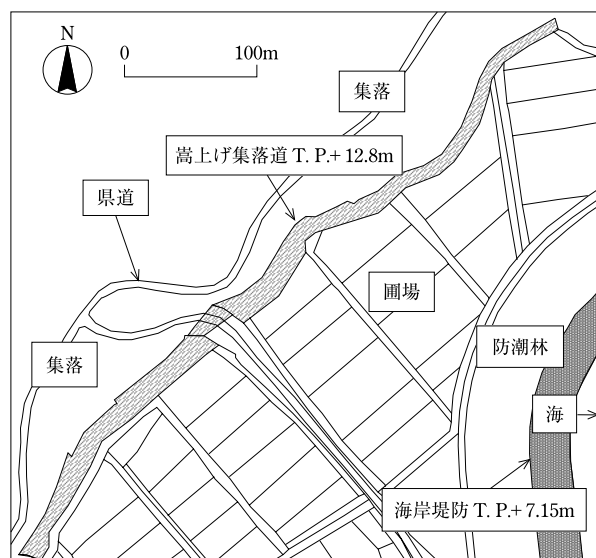 N
0 100m
集落
嵩上げ集落道 T. P.+ 12.8m
県道
圃場
防潮林
集落
海
海岸堤防 T. P.+ 7.15m